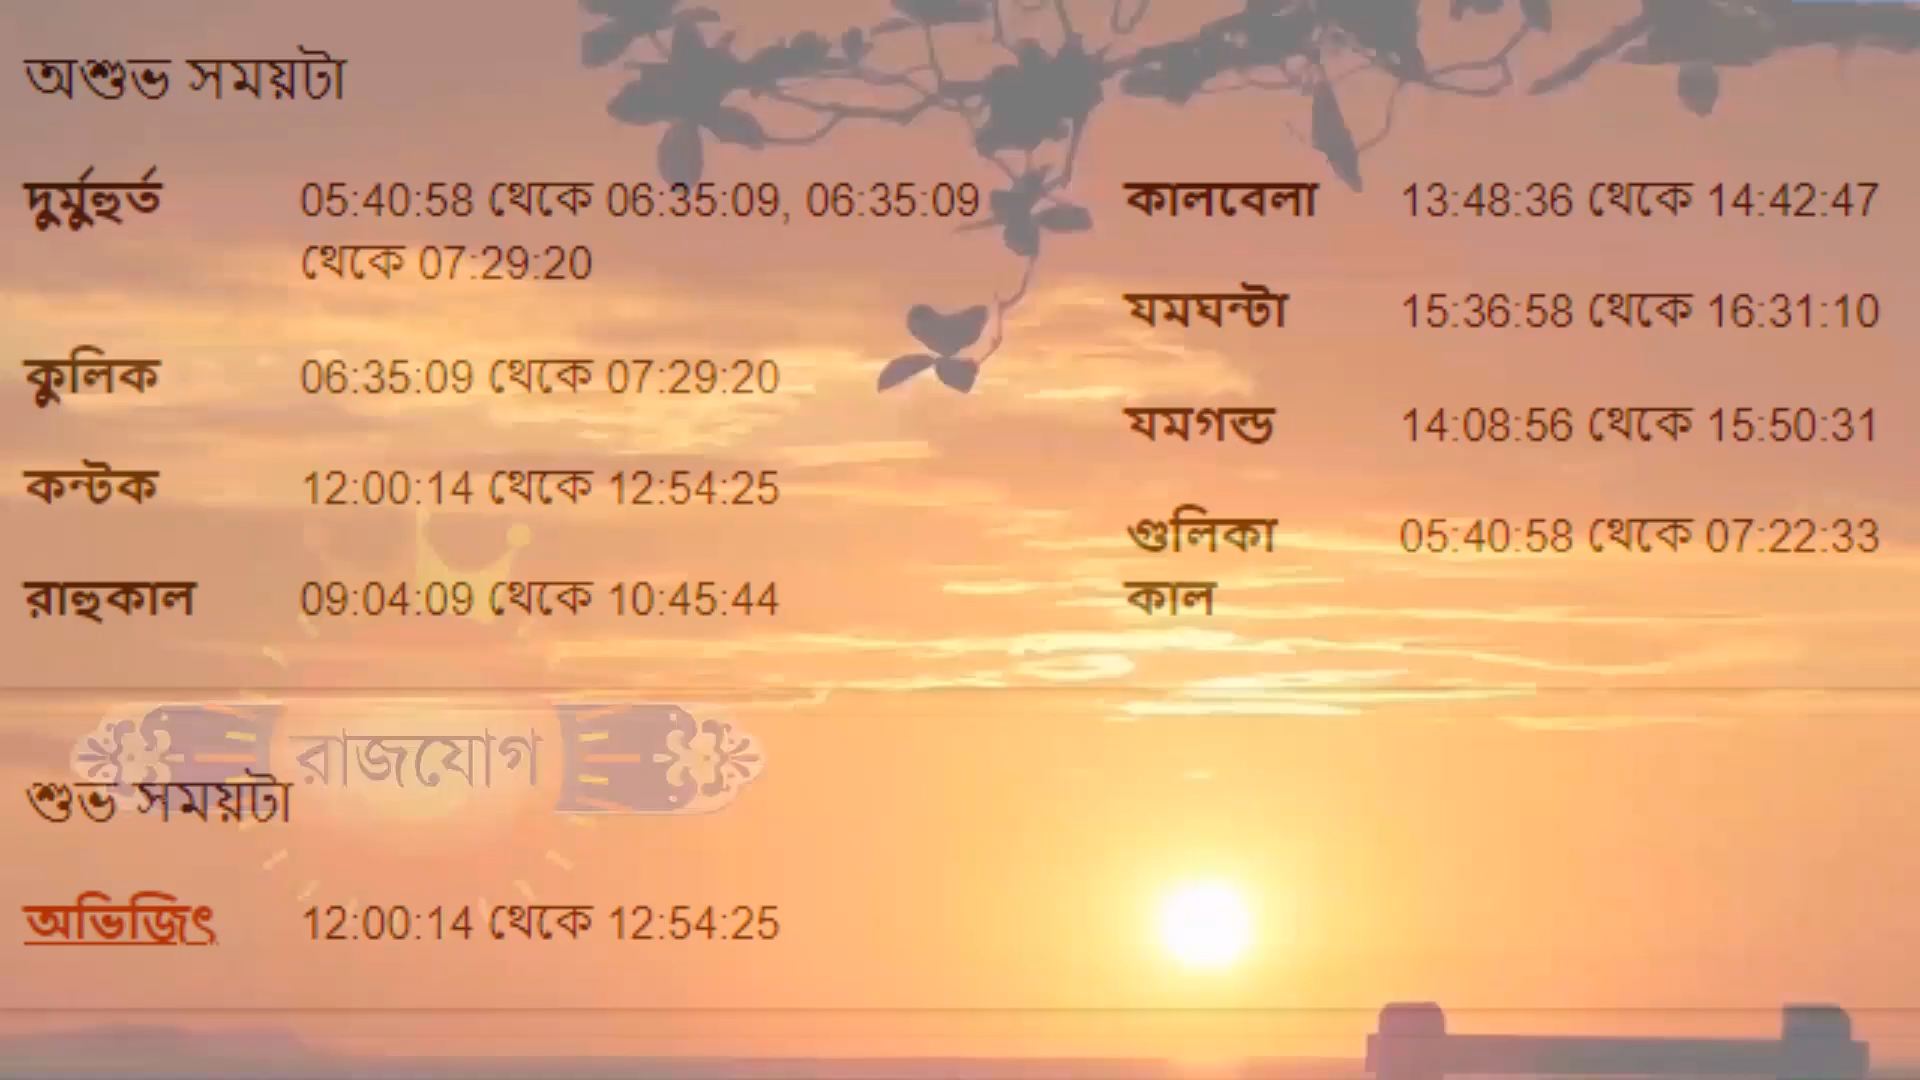 অশুভ সময়টা
দুর্মুহুর্ত 05:40:58 থেকে 06:35:09, 06:35:09
থেকে 07:29:20
কুলিক 06:35:09 থেকে 07:29:20
কন্টক 12:00:14 থেকে 12:54:25
রাহুকাল 09:04:09 থেকে 10:45:44
কালবেলা 13:48:36 থেকে 14:42:47
যমঘন্টা 15:36:58 থেকে 16:31:10
যমগন্ড 14:08:56 থেকে 15:50:31
গুলিকা 05:40:58 থেকে 07:22:33
কাল
রাজযোগ
শুভ সময়টা
অভিজিৎ 12:00:14 থেকে 12:54:25